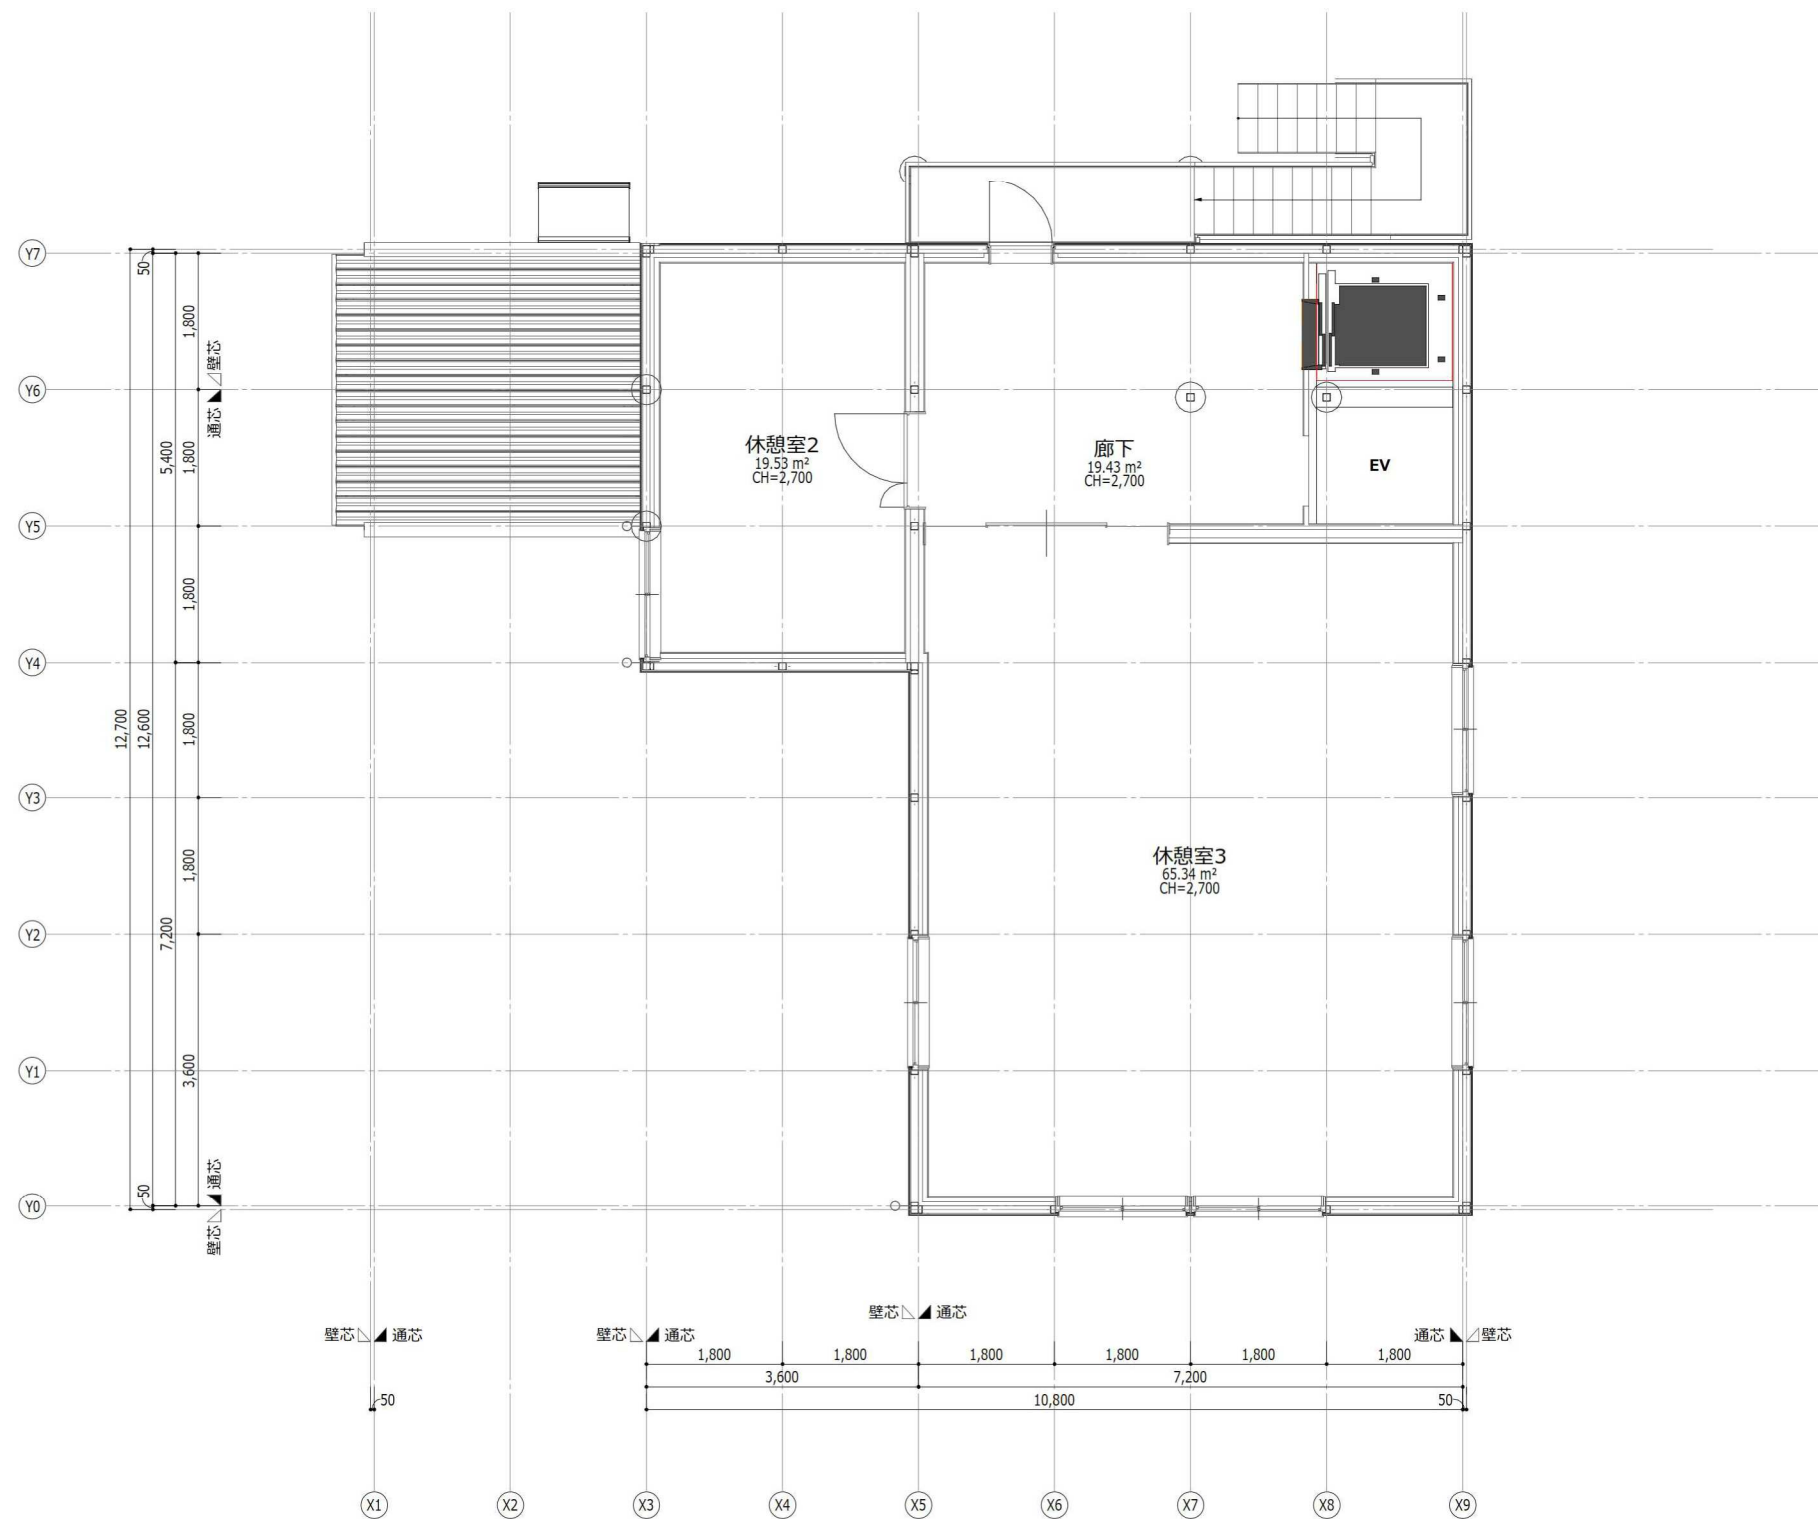 Y7
Y6
Y5
Y4
Y3
Y2
Y1
Y0
12,700
50
12,600
50
5,400
7,200
1,800
1,800
1,800
1,800
1,800
3,600
壁芯
通芯
通芯
壁芯
休憩室2
19.53 m²
CH=2,700
廊下
19.43 m²
CH=2,700
EV
休憩室3
65.34 m²
CH=2,700
壁芯 通芯
壁芯 通芯
壁芯 通芯
通芯 壁芯
1,800 1,800 1,800 1,800 1,800 1,800
3,600 7,200
50 10,800 50
X1 X2 X3 X4 X5 X6 X7 X8 X9